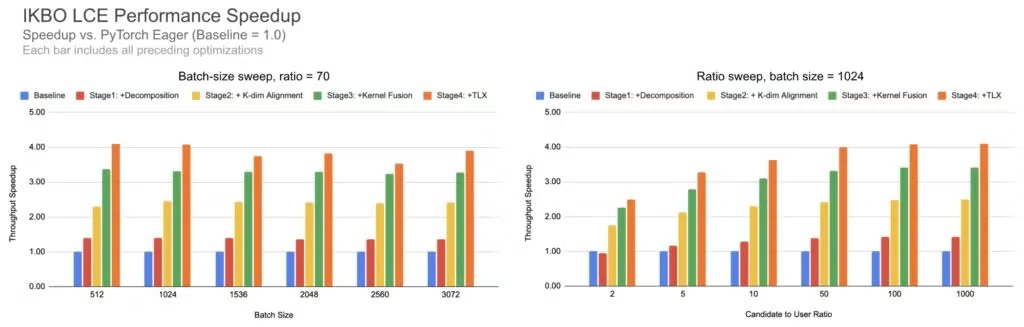 IKBO LCE Performance Speedup
Speedup vs. PyTorch Eager (Baseline = 1.0)
Each bar includes all preceding optimizations
Batch-size sweep, ratio = 70
Baseline Stage1: +Decomposition Stage2: + K-dim Alignment Stage3: +Kernel Fusion Stage4: +TLX
5.00
4.00
3.00
2.00
1.00
0.00
Throughput Speedup
512 1024 1536 2048 2560 3072
Batch Size
Ratio sweep, batch size = 1024
Baseline Stage1: +Decomposition Stage2: + K-dim Alignment Stage3: +Kernel Fusion Stage4: +TLX
5.00
4.00
3.00
2.00
1.00
0.00
Throughput Speedup
2 5 10 50 100 1000
Candidate to User Ratio